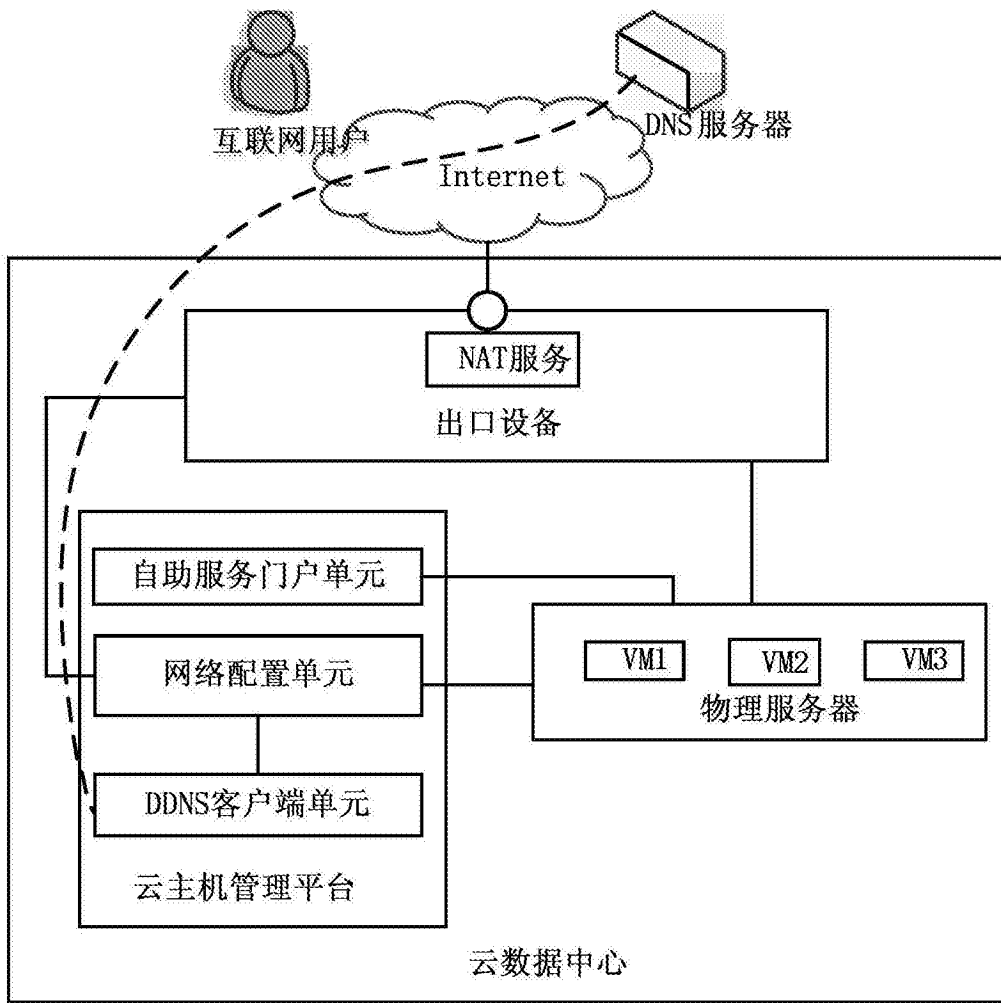 互联网用户
DNS服务器
Internet
NAT服务
出口设备
自助服务门户单元
网络配置单元
DDNS客户端单元
云主机管理平台
VM1
VM2
VM3
物理服务器
云数据中心